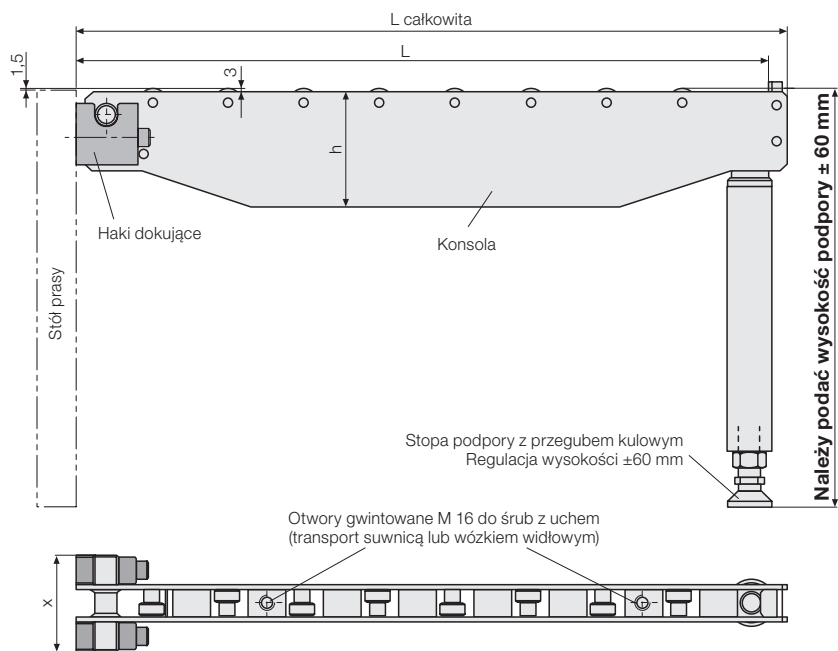 L całkowita
L
1,5
3
h
Haki dokujące
Konsola
Stół prasy
Należy podać wysokość podpory ± 60 mm
Stopa podpory z przegubem kulowym
Regulacja wysokości ±60 mm
Otwory gwintowane M 16 do śrub z uchem
(transport suwnicą lub wózkiem widłowym)
x